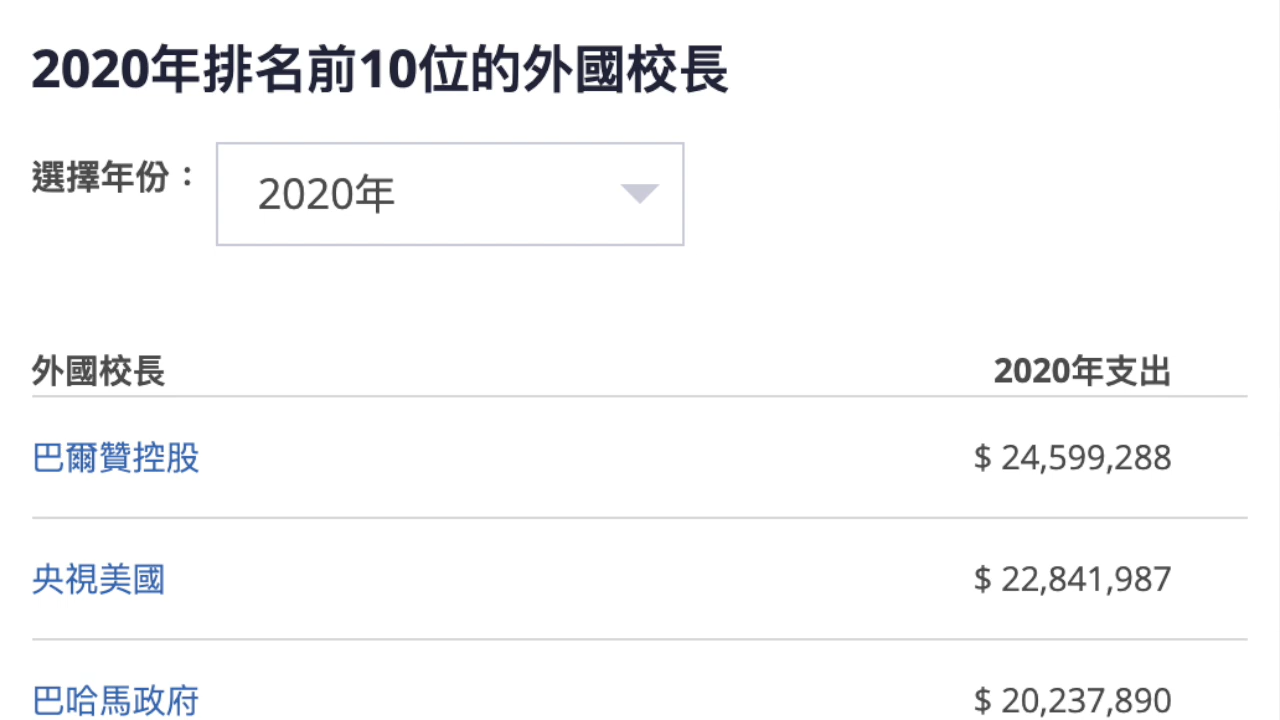 2020年排名前10位的外國校長
選擇年份：
2020年
外國校長 2020年支出
巴爾贊控股 $ 24,599,288
央視美國 $ 22,841,987
巴哈馬政府 $ 20,237,890